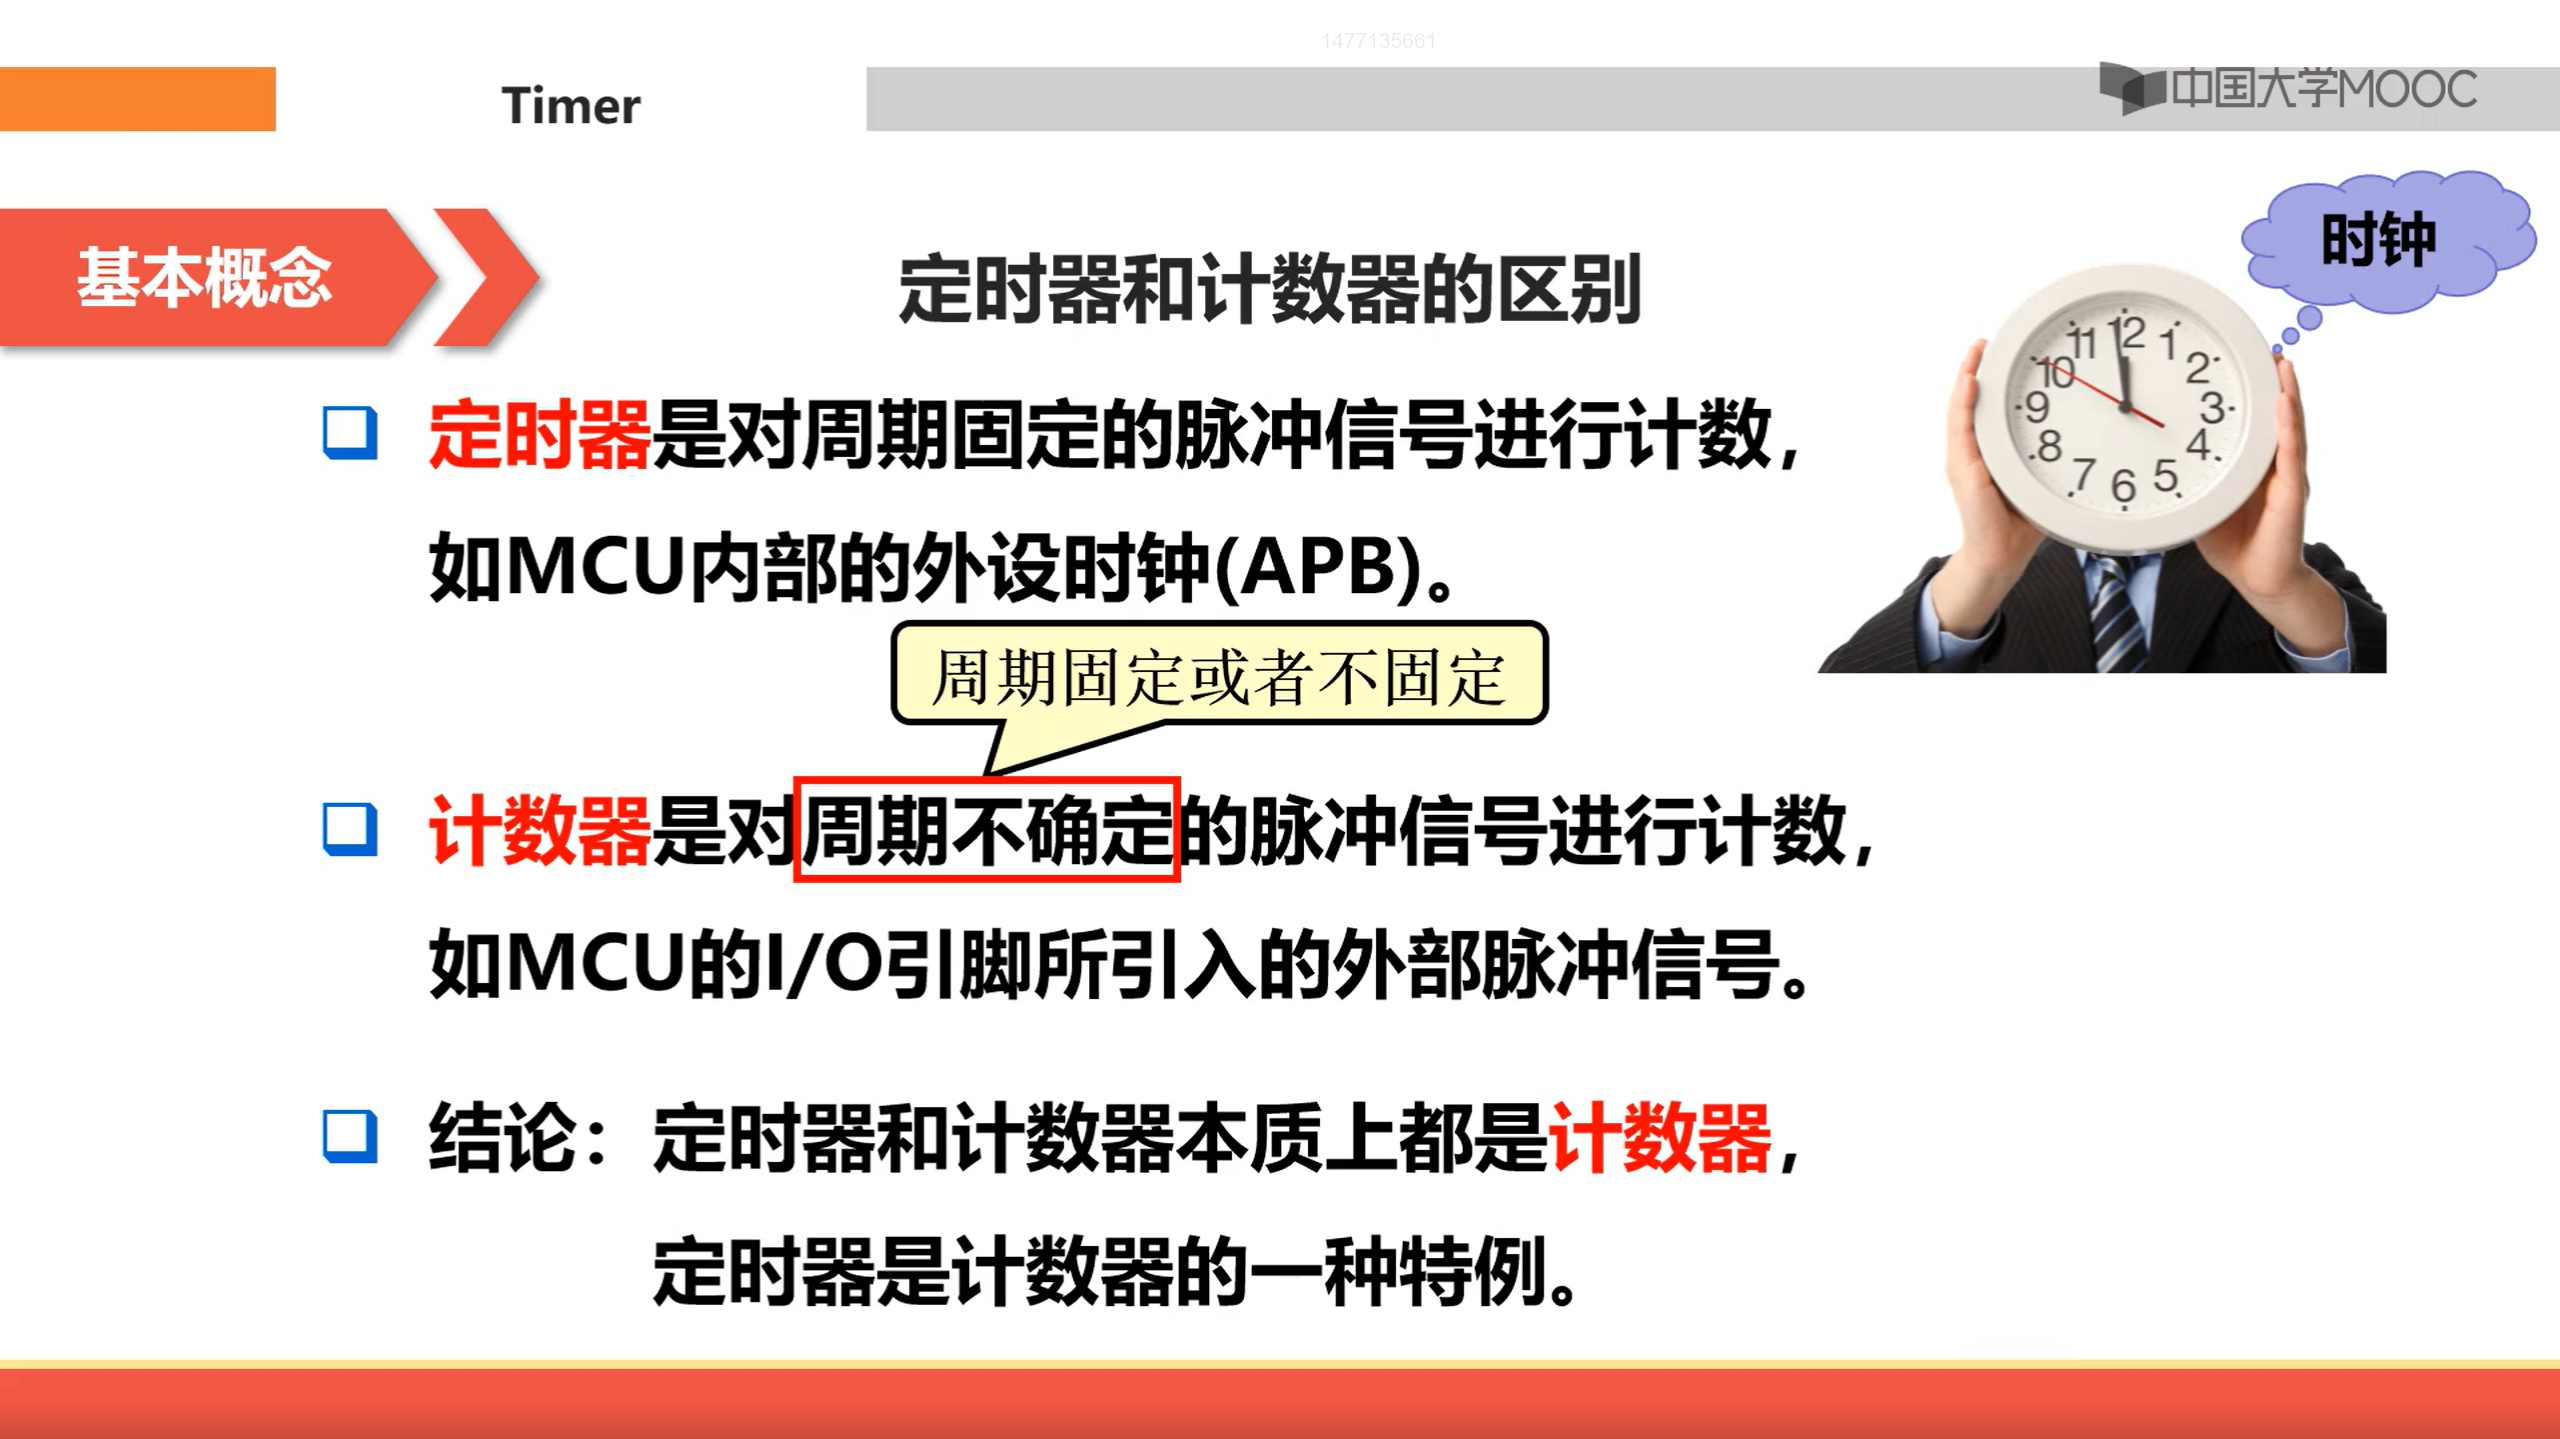 1477135661
Timer
中国大学MOOC
时钟
基本概念
定时器和计数器的区别
12
11
1
10
2
9
3
8
4
7
5
6
定时器是对周期固定的脉冲信号进行计数，
如MCU内部的外设时钟(APB)。
周期固定或者不固定
计数器是对周期不确定的脉冲信号进行计数，
如MCU的I/O引脚所引入的外部脉冲信号。
结论：定时器和计数器本质上都是计数器，
定时器是计数器的一种特例。